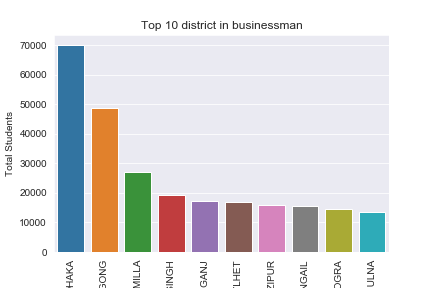 Top 10 district in businessman
Total Students
70000
60000
50000
40000
30000
20000
10000
0
HAKA
GONG
MILLA
SINGH
GANJ
LHET
ZIPUR
NGAIL
OGRA
ULNA